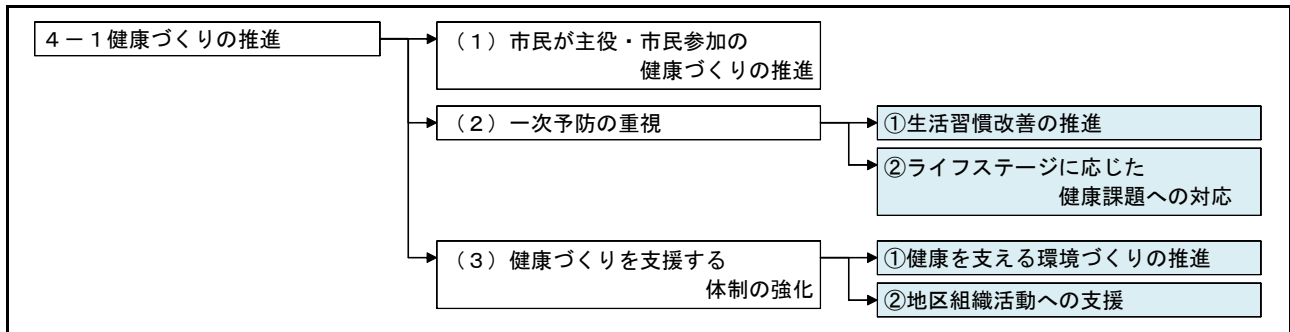 ４－１健康づくりの推進
（１）市民が主役・市民参加の
健康づくりの推進
（２）一次予防の重視
①生活習慣改善の推進
②ライフステージに応じた
健康課題への対応
（３）健康づくりを支援する
体制の強化
①健康を支える環境づくりの推進
②地区組織活動への支援